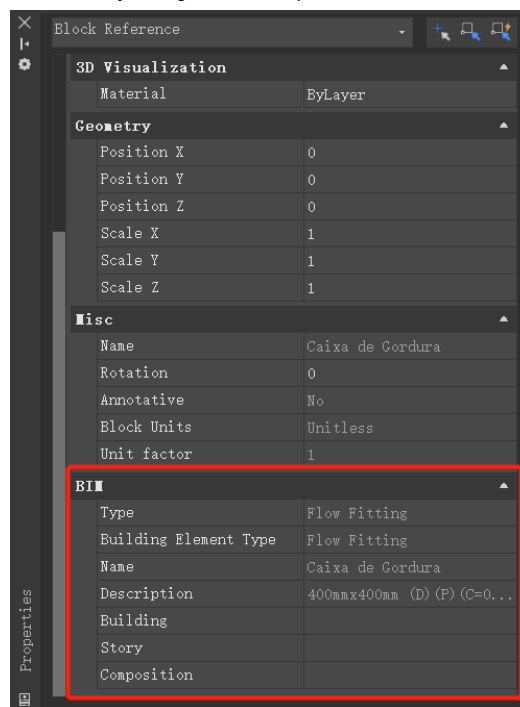 Block Reference
3D Visualization
Material ByLayer
Geometry
Position X 0
Position Y 0
Position Z 0
Scale X 1
Scale Y 1
Scale Z 1
Misc
Name Caixa de Gordura
Rotation 0
Annotative No
Block Units Unitless
Unit factor 1
BIM
Type Flow Fitting
Building Element Type Flow Fitting
Name Caixa de Gordura
Description 400mmx400mm (D)(P)(C=0...
Building
Story
Composition
Properties